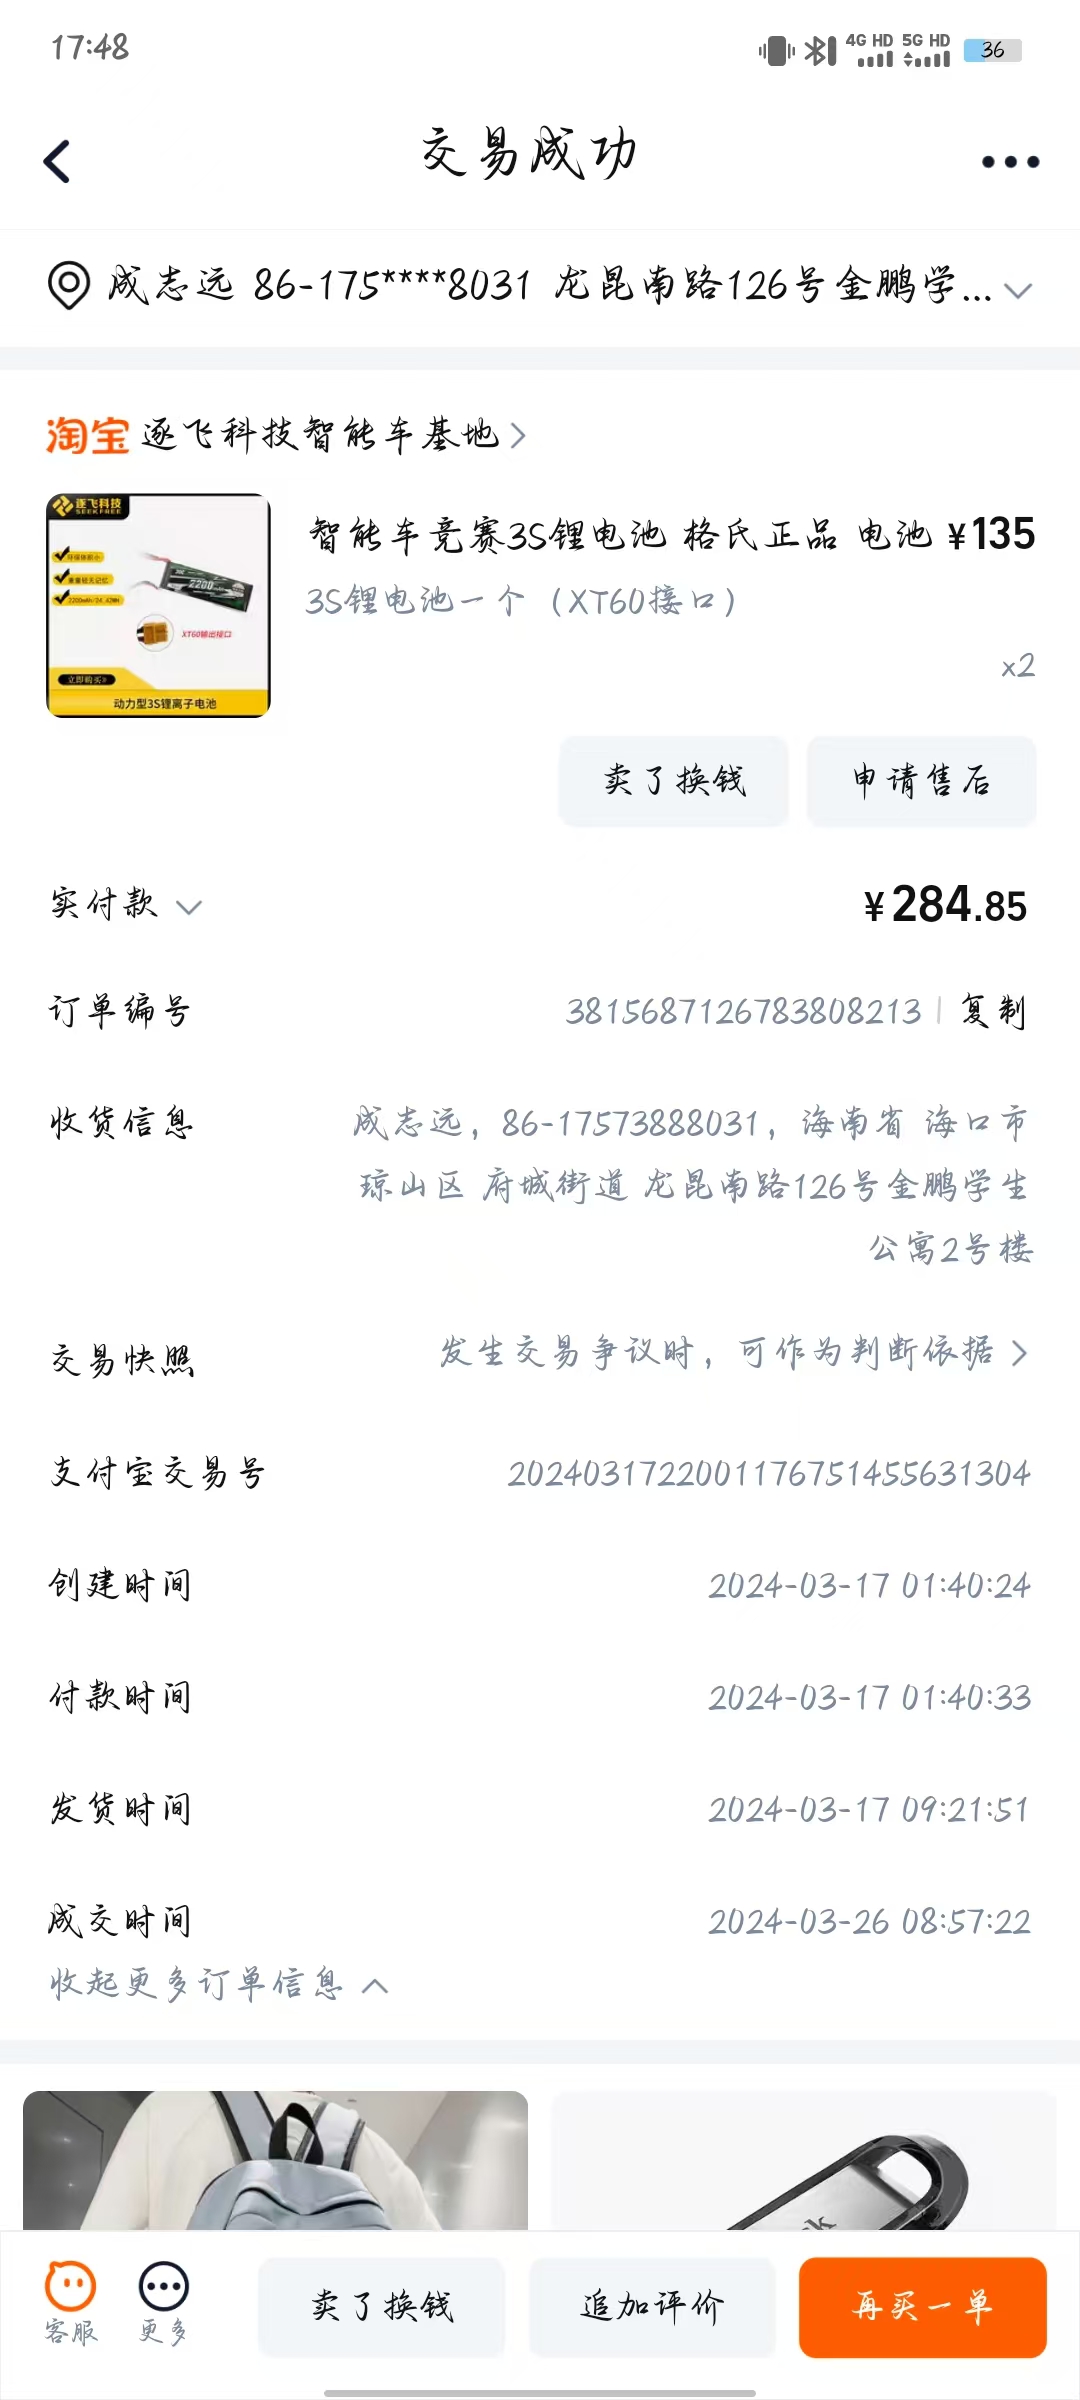 17:48
4G HD 5G HD 36
交易成功
成志远 86-175****8031 龙昆南路126号金鹏学...
淘宝 逐飞科技智能车基地
逐飞科技
SEEKFREE
智能车竞赛3S锂电池 格氏正品 电池 ¥135
3S锂电池一个（XT60接口）
x2
2200
XT60输出接口
立即购买
动力型3S锂离子电池
卖了换钱 申请售后
实付款 ¥284.85
订单编号 3815687126783808213 | 复制
收货信息 成志远，86-17573888031，海南省 海口市
琼山区 府城街道 龙昆南路126号金鹏学生
公寓2号楼
交易快照 发生交易争议时，可作为判断依据
支付宝交易号 2024031722001176751455631304
创建时间 2024-03-17 01:40:24
付款时间 2024-03-17 01:40:33
发货时间 2024-03-17 09:21:51
成交时间 2024-03-26 08:57:22
收起更多订单信息
客服 更多 卖了换钱 追加评价 再买一单